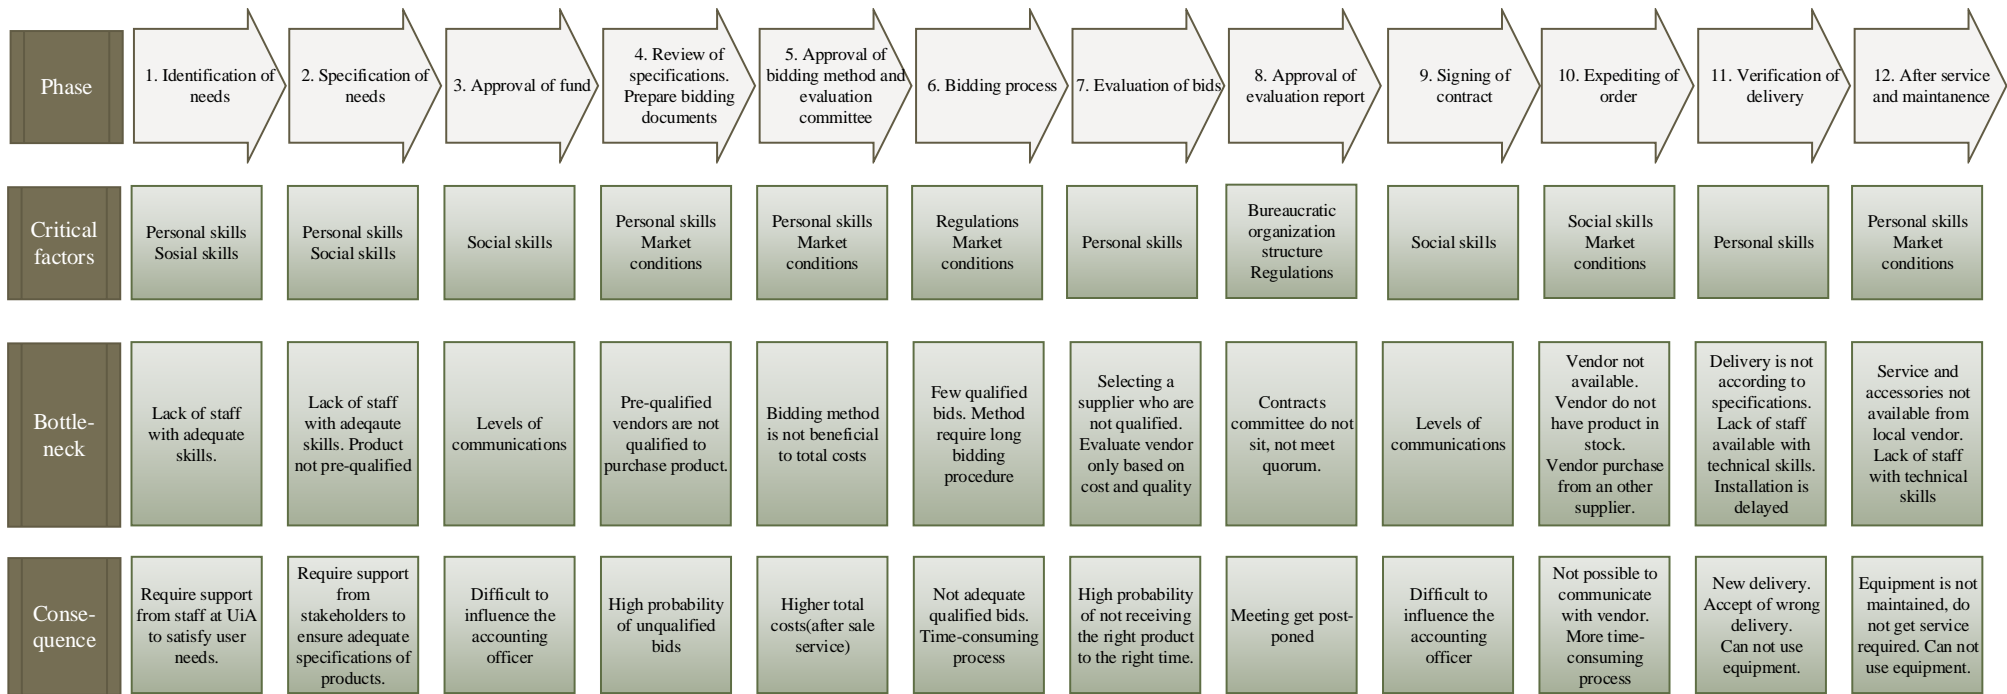 Phase
1. Identification of
needs
2. Specification of
needs
3. Approval of fund
4. Review of
specifications.
Prepare bidding
documents
5. Approval of
bidding method and
evaluation
committee
6. Bidding process
7. Evaluation of bids
8. Approval of
evaluation report
9. Signing of
contract
10. Expediting of
order
11. Verification of
delivery
12. After service
and maintanence
Critical
factors
Personal skills
Sosial skills
Personal skills
Social skills
Social skills
Personal skills
Market
conditions
Personal skills
Market
conditions
Regulations
Market
conditions
Personal skills
Bureaucratic
organization
structure
Regulations
Social skills
Social skills
Market
conditions
Personal skills
Personal skills
Market
conditions
Bottle-
neck
Lack of staff
with adequate
skills.
Lack of staff
with adeqaute
skills. Product
not pre-qualified
Levels of
communications
Pre-qualified
vendors are not
qualified to
purchase product.
Bidding method
is not beneficial
to total costs
Few qualified
bids. Method
require long
bidding
procedure
Selecting a
supplier who are
not qualified.
Evaluate vendor
only based on
cost and quality
Contracts
committee do not
sit, not meet
quorum.
Levels of
communications
Vendor not
available.
Vendor do not
have product in
stock.
Vendor purchase
from an other
supplier.
Delivery is not
according to
specifications.
Lack of staff
available with
technical skills.
Installation is
delayed
Service and
accessories not
available from
local vendor.
Lack of staff
with technical
skills
Conse-
quence
Require support
from staff at UiA
to satisfy user
needs.
Require support
from
stakeholders to
ensure adequate
specifications of
products.
Difficult to
influence the
accounting
officer
High probability
of unqualified
bids
Higher total
costs(after sale
service)
Not adequate
qualified bids.
Time-consuming
process
High probability
of not receiving
the right product
to the right time.
Meeting get post-
poned
Difficult to
influence the
accounting
officer
Not possible to
communicate
with vendor.
More time-
consuming
process
New delivery.
Accept of wrong
delivery.
Can not use
equipment.
Equipment is not
maintained, do
not get service
required. Can not
use equipment.